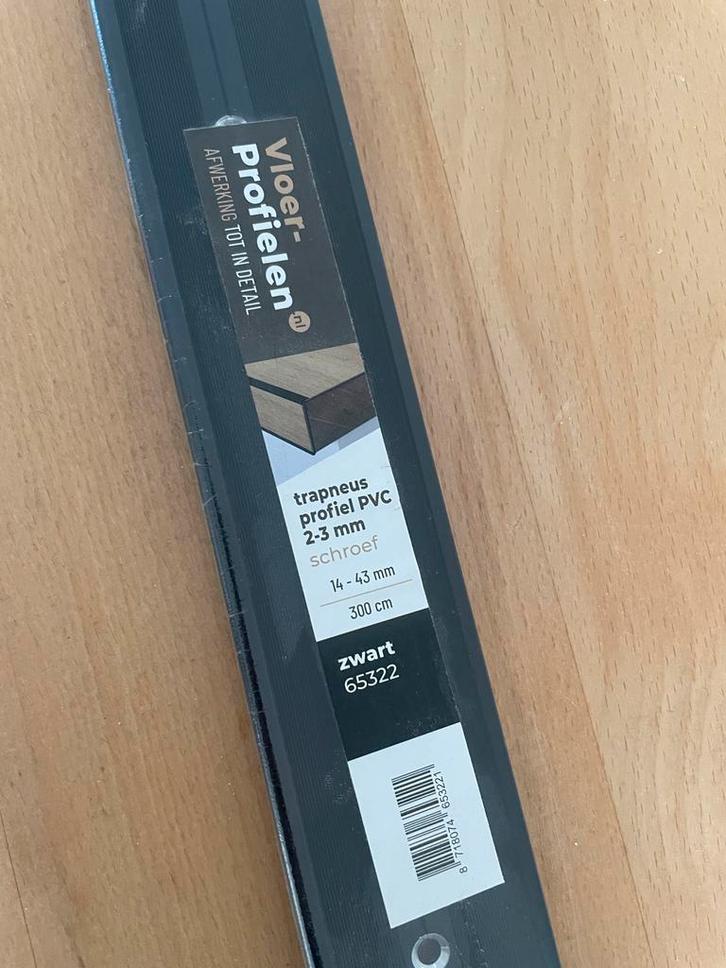 Vloer-
Profielen.nl
AFWERKING TOT IN DETAIL
trapneus
profiel PVC
2-3 mm
schroef
14 - 43 mm
300 cm
zwart
65322
8 718074 653221